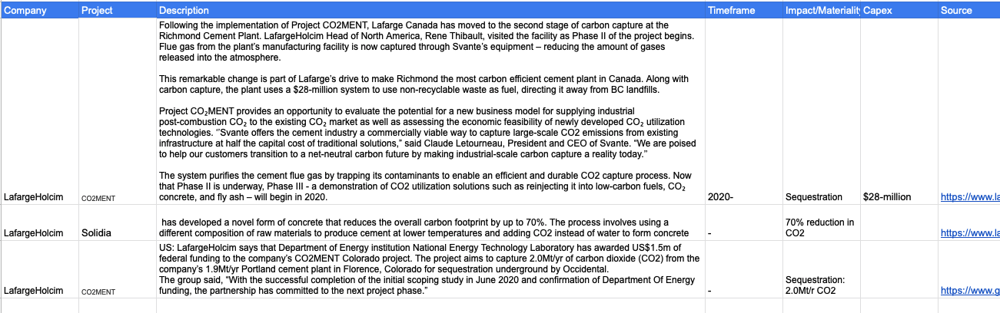 Company Project Description Timeframe Impact/Materiality Capex Source
Following the implementation of Project CO2MENT, Lafarge Canada has moved to the second stage of carbon capture at the
Richmond Cement Plant. LafargeHolcim Head of North America, Rene Thibault, visited the facility as Phase II of the project begins.
Flue gas from the plant's manufacturing facility is now captured through Svante's equipment – reducing the amount of gases
released into the atmosphere.
This remarkable change is part of Lafarge's drive to make Richmond the most carbon efficient cement plant in Canada. Along with
carbon capture, the plant uses a $28-million system to use non-recyclable waste as fuel, directing it away from BC landfills.
Project CO₂MENT provides an opportunity to evaluate the potential for a new business model for supplying industrial
post-combustion CO₂ to the existing CO₂ market as well as assessing the economic feasibility of newly developed CO₂ utilization
technologies. ‘’Svante offers the cement industry a commercially viable way to capture large-scale CO2 emissions from existing
infrastructure at half the capital cost of traditional solutions,” said Claude Letourneau, President and CEO of Svante. “We are poised
to help our customers transition to a net-neutral carbon future by making industrial-scale carbon capture a reality today.’’
The system purifies the cement flue gas by trapping its contaminants to enable an efficient and durable CO2 capture process. Now
that Phase II is underway, Phase III - a demonstration of CO2 utilization solutions such as reinjecting it into low-carbon fuels, CO₂
concrete, and fly ash – will begin in 2020.
LafargeHolcim CO2MENT 2020- Sequestration $28-million https://www.la
has developed a novel form of concrete that reduces the overall carbon footprint by up to 70%. The process involves using a
different composition of raw materials to produce cement at lower temperatures and adding CO2 instead of water to form concrete
LafargeHolcim Solidia - 70% reduction in
CO2 https://www.la
US: LafargeHolcim says that Department of Energy institution National Energy Technology Laboratory has awarded US$1.5m of
federal funding to the company's CO2MENT Colorado project. The project aims to capture 2.0Mt/yr of carbon dioxide (CO2) from the
company's 1.9Mt/yr Portland cement plant in Florence, Colorado for sequestration underground by Occidental.
The group said, “With the successful completion of the initial scoping study in June 2020 and confirmation of Department Of Energy
funding, the partnership has committed to the next project phase.”
LafargeHolcim CO2MENT - Sequestration:
2.0Mt/r CO2 https://www.g